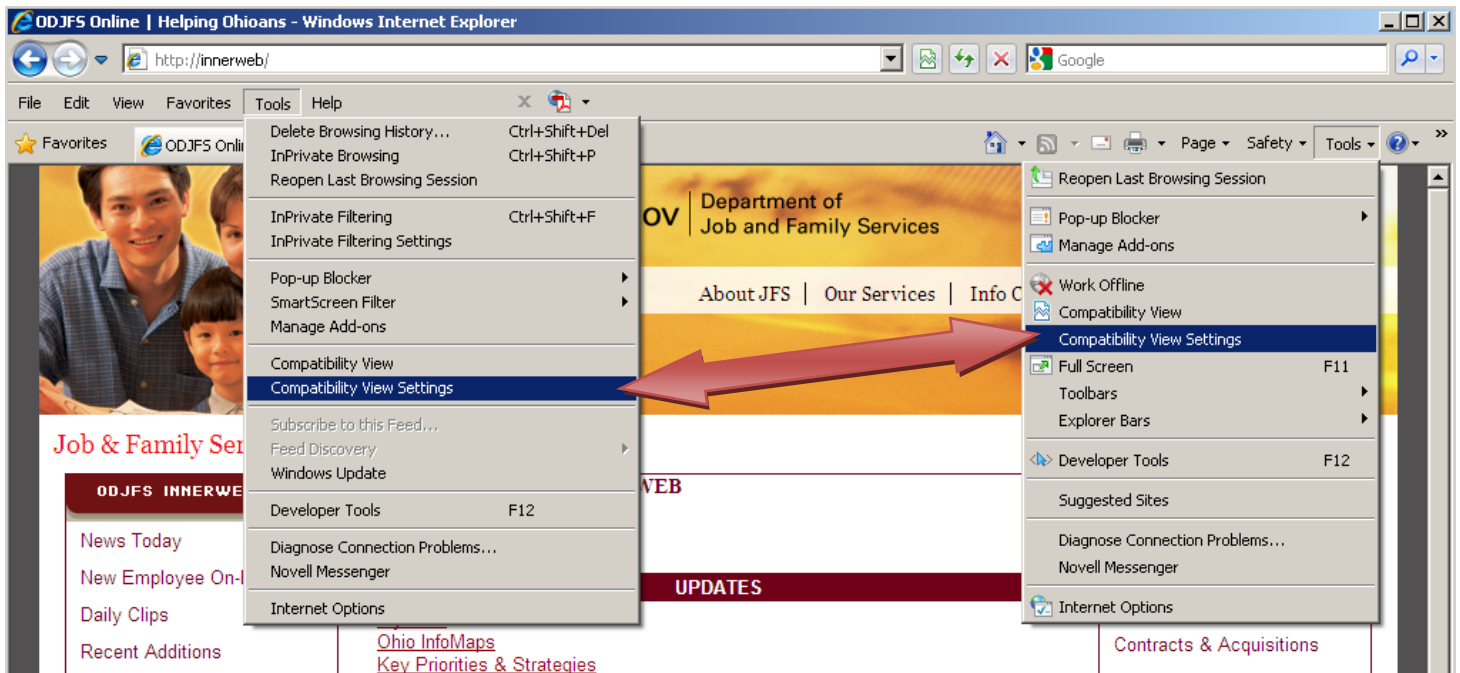 ODJFS Online | Helping Ohioans - Windows Internet Explorer
http://innerweb/
Google
File Edit View Favorites Tools Help
Favorites ODJFS Onli
Page Safety Tools
Delete Browsing History... Ctrl+Shift+Del
InPrivate Browsing Ctrl+Shift+P
Reopen Last Browsing Session
InPrivate Filtering Ctrl+Shift+F
InPrivate Filtering Settings
Pop-up Blocker
SmartScreen Filter
Manage Add-ons
Compatibility View
Compatibility View Settings
Subscribe to this Feed...
Feed Discovery
Windows Update
Developer Tools F12
Diagnose Connection Problems...
Novell Messenger
Internet Options
ov Department of
Job and Family Services
About JFS | Our Services | Info C
Reopen Last Browsing Session
Pop-up Blocker
Manage Add-ons
Work Offline
Compatibility View
Compatibility View Settings
Full Screen F11
Toolbars
Explorer Bars
Developer Tools F12
Suggested Sites
Diagnose Connection Problems...
Novell Messenger
Internet Options
Job & Family Ser
ODJFS INNERWE
WEB
News Today
New Employee On-l
Daily Clips
Recent Additions
UPDATES
Ohio InfoMaps
Key Priorities & Strategies
Contracts & Acquisitions